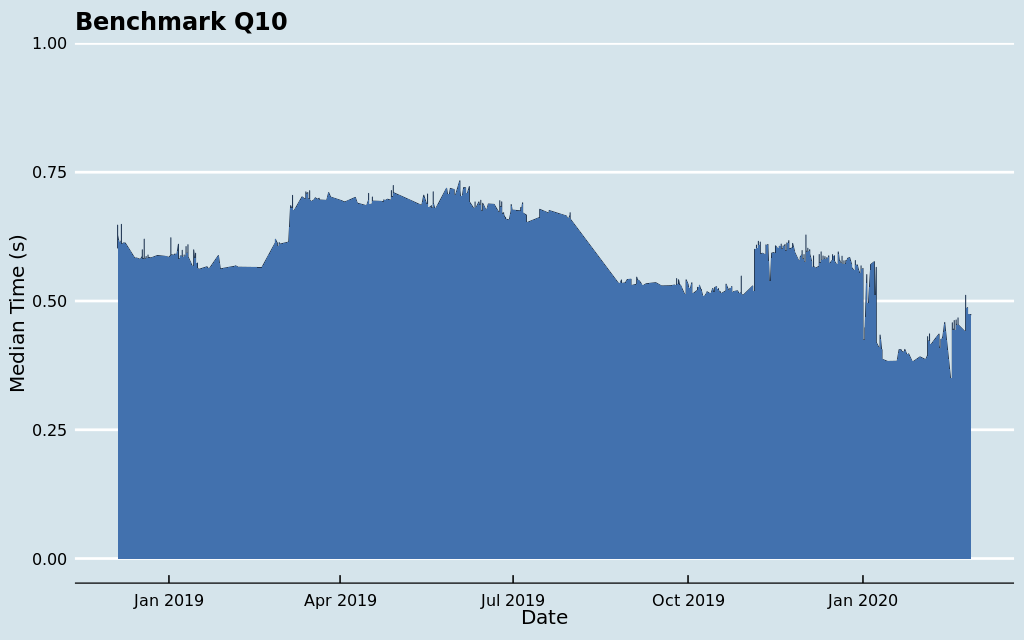 Benchmark Q10
1.00
0.75
0.50
0.25
0.00
Median Time (s)
Jan 2019
Apr 2019
Jul 2019
Oct 2019
Jan 2020
Date